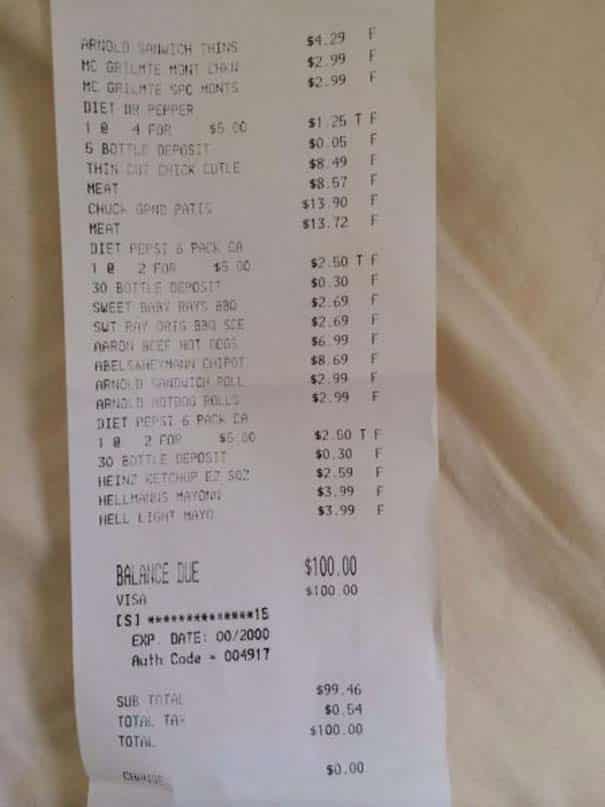 ARNOLD SANWICH THINS $4.29 F
MC GRILMTE MONT CHKN $2.99 F
MC GRILMTE SPC MONTS $2.99 F
DIET DR PEPPER
1 @ 4 FOR $5.00 $1.25 T F
5 BOTTLE DEPOSIT $0.05 F
THIN CUT CHICK CUTLE $8.49 F
MEAT $8.57 F
CHUCK GRND PATIS $13.90 F
MEAT $13.72 F
DIET PEPSI 6 PACK CA
1 @ 2 FOR $5.00 $2.50 T F
30 BOTTLE DEPOSIT $0.30 F
SWEET BABY RAYS BBQ $2.69 F
SWT RAY ORIG BBQ SCE $2.69 F
AARON BEEF HOT DOGS $6.99 F
ABELS&HEYMANN CHIPOT $8.69 F
ARNOLD SANDWICH ROLL $2.99 F
ARNOLD HOTDOG ROLLS $2.99 F
DIET PEPSI 6 PACK CA
1 @ 2 FOR $5.00 $2.50 T F
30 BOTTLE DEPOSIT $0.30 F
HEINZ KETCHUP EZ SQZ $2.59 F
HELLMANNS MAYONN $3.99 F
HELL LIGHT MAYO $3.99 F
BALANCE DUE $100.00
VISA $100.00
[S] **************15
EXP. DATE: 00/2000
Auth Code = 004917
SUB TOTAL $99.46
TOTAL TAX $0.54
TOTAL $100.00
CHANGE $0.00